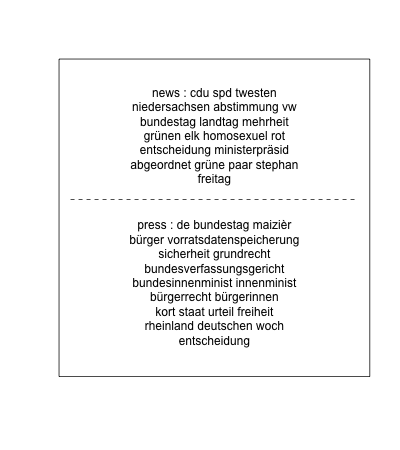 news : cdu spd twesten
niedersachsen abstimmung vw
bundestag landtag mehrheit
grünen elk homosexuel rot
entscheidung ministerpräsid
abgeordnet grüne paar stephan
freitag
press : de bundestag maizièr
bürger vorratsdatenspeicherung
sicherheit grundrecht
bundesverfassungsgericht
bundesinnenminist innenminist
bürgerrecht bürgerinnen
kort staat urteil freiheit
rheinland deutschen woch
entscheidung